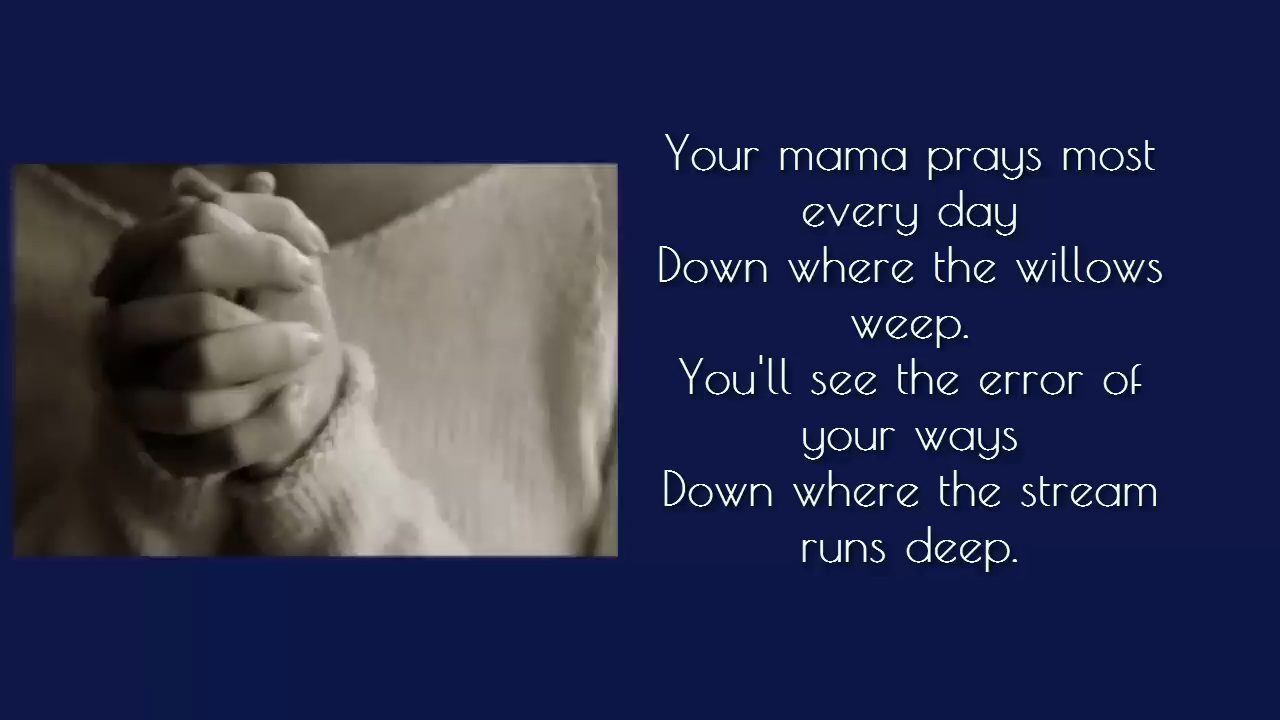 Your mama prays most
every day
Down where the willows
weep.
You'll see the error of
your ways
Down where the stream
runs deep.